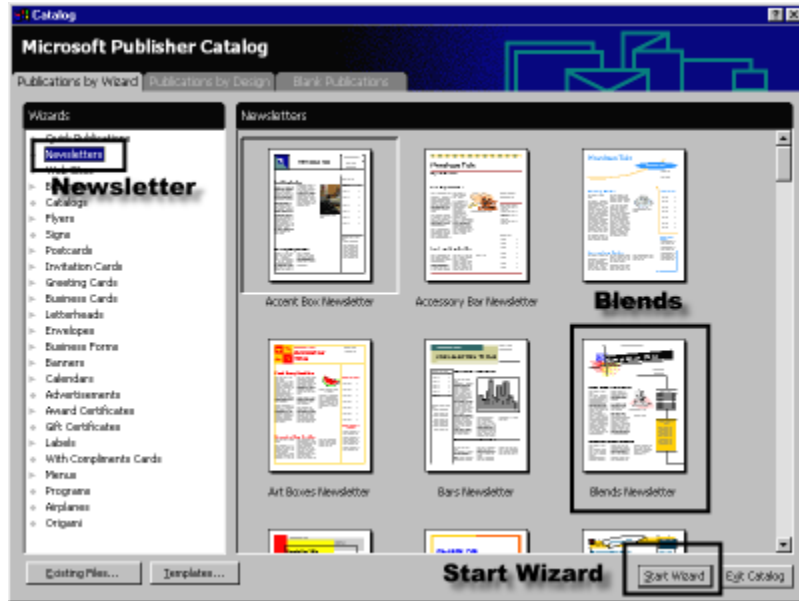 Catalog
Microsoft Publisher Catalog
Publications by Wizard
Publications by Design
Blank Publications
Wizards
Quick Publications
Newsletters
Newsletter
Catalogs
Flyers
Signs
Postcards
Invitation Cards
Greeting Cards
Business Cards
Letterheads
Envelopes
Business Forms
Banners
Calendars
Advertisements
Award Certificates
Gift Certificates
Labels
With Compliments Cards
Menus
Programs
Airplanes
Origami
Newsletters
Accent Box Newsletter
Accessory Bar Newsletter
Blends
Art Boxes Newsletter
Bars Newsletter
Blends Newsletter
Existing Files...
Templates...
Start Wizard
Start Wizard
Exit Catalog